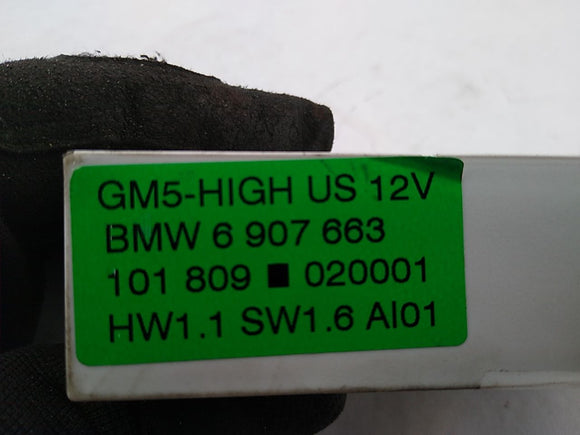 GM5-HIGH US 12V
BMW 6 907 663
101 809 ■ 020001
HW1.1 SW1.6 AI01